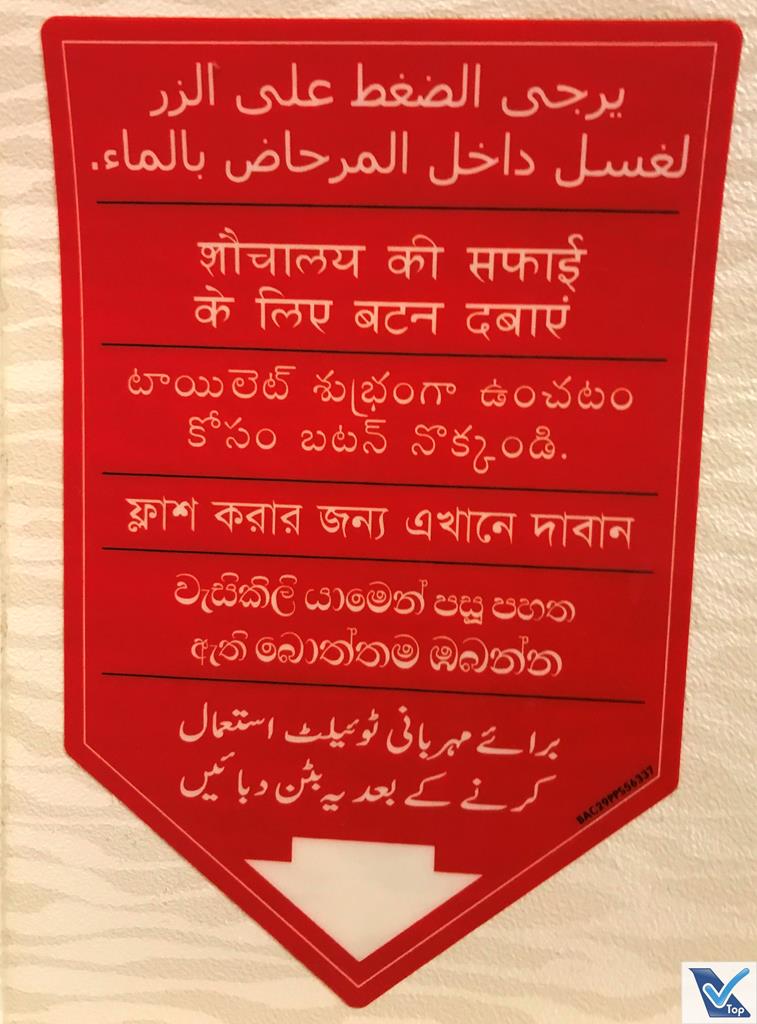 يرجى الضغط على الزر
لغسل داخل المرحاض بالماء.
शौचालय की सफाई
के लिए बटन दबाएं
టాయిలెట్ శుభ్రంగా ఉంచటం
కోసం బటన్ నొక్కండి.
ফ্লাশ করার জন্য এখানে দাবান
වැසිකිලි යාමෙන් පසු පහත
ඇති බොත්තම ඔබන්න
برائے مہربانی ٹوئیلٹ استعمال
کرنے کے بعد یہ بٹن دبائیں
BAC29PPS56337
Top